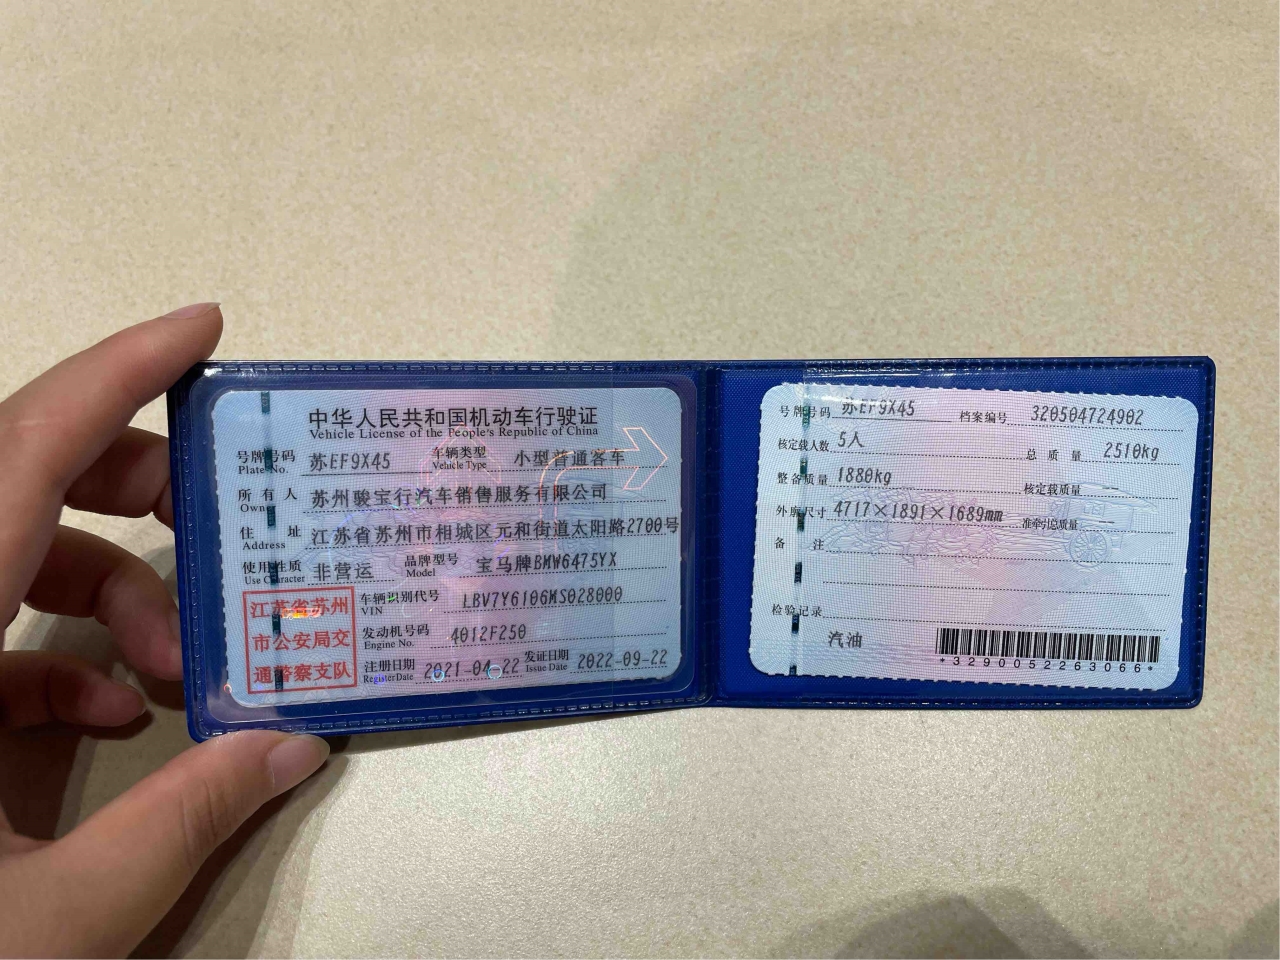 中华人民共和国机动车行驶证
Vehicle License of the People's Republic of China
号牌号码 苏EF9X45 车辆类型 小型普通客车
Plate No. Vehicle Type
所有人 苏州骏宝行汽车销售服务有限公司
Owner
住址 江苏省苏州市相城区元和街道太阳路2700号
Address
使用性质 非营运 品牌型号 宝马牌BMW6475YX
Use Character Model
江苏省苏州
市公安局交
通警察支队
车辆识别代号 LBV7Y6106MS028000
VIN
发动机号码 4012F250
Engine No.
注册日期 2021-04-22 发证日期 2022-09-22
Register Date Issue Date
号牌号码 苏EF9X45 档案编号 320504724902
核定载人数 5人 总质量 2510kg
整备质量 1880kg 核定载质量 --
外廓尺寸 4717×1891×1689mm 准牵引总质量 --
备注
检验记录
汽油
*3290052263066*